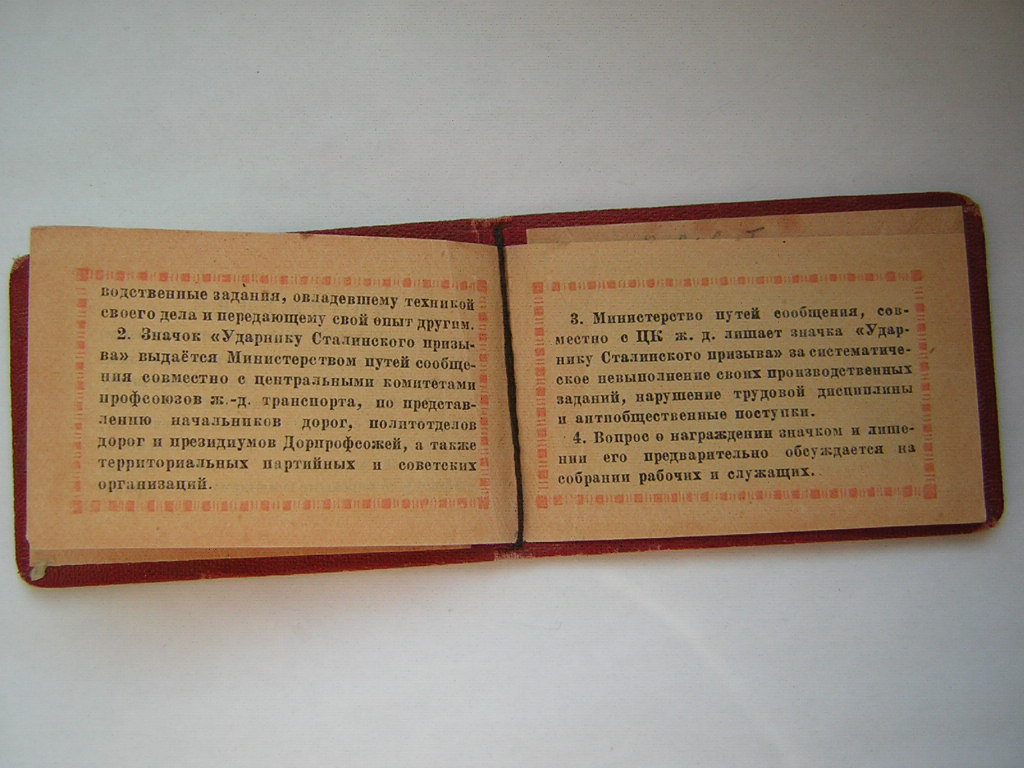 водственные задания, овладевшему техникой
своего дела и передающему свой опыт другим.
2. Значок «Ударнику Сталинского призы-
ва» выдаётся Министерством путей сообще-
ния совместно с центральными комитетами
профсоюзов ж.-д. транспорта, по представ-
лению начальников дорог, политотделов
дорог и президиумов Дорпрофсожей, а также
территориальных партийных и советских
организаций.
3. Министерство путей сообщения, сов-
местно с ЦК ж. д. лишает значка «Удар-
нику Сталинского призыва» за систематиче-
ское невыполнение своих производственных
заданий, нарушение трудовой дисциплины
и антиобщественные поступки.
4. Вопрос о награждении значком и лише-
нии его предварительно обсуждается на
собрании рабочих и служащих.